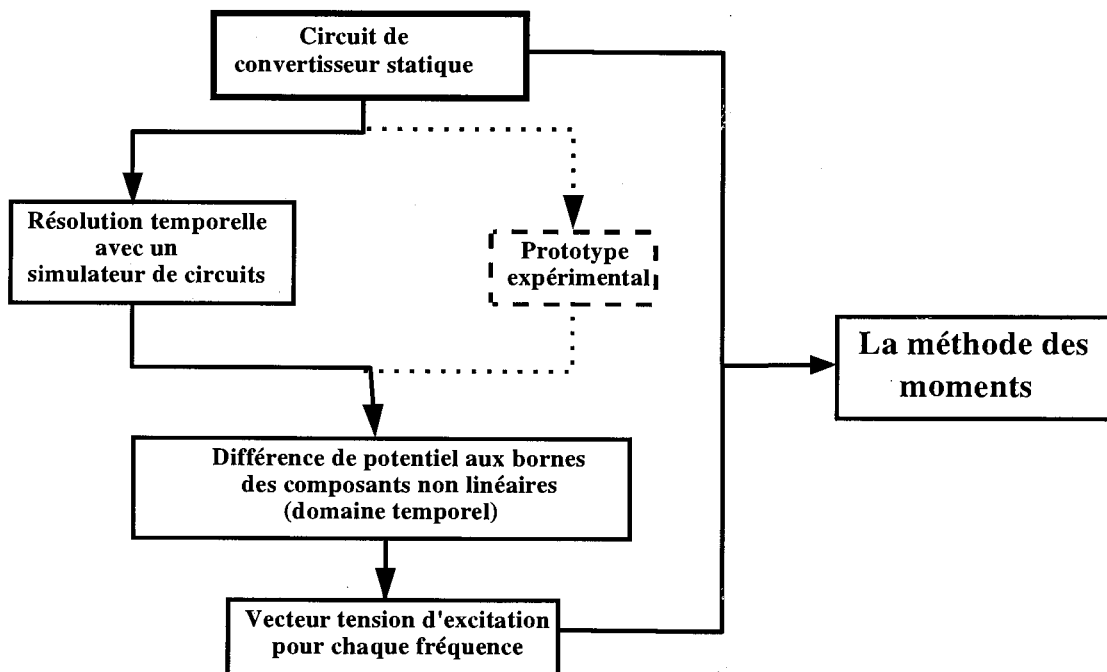 Circuit de
convertisseur statique
Résolution temporelle
avec un
simulateur de circuits
Prototype
expérimental
La méthode des
moments
Différence de potentiel aux bornes
des composants non linéaires
(domaine temporel)
Vecteur tension d'excitation
pour chaque fréquence